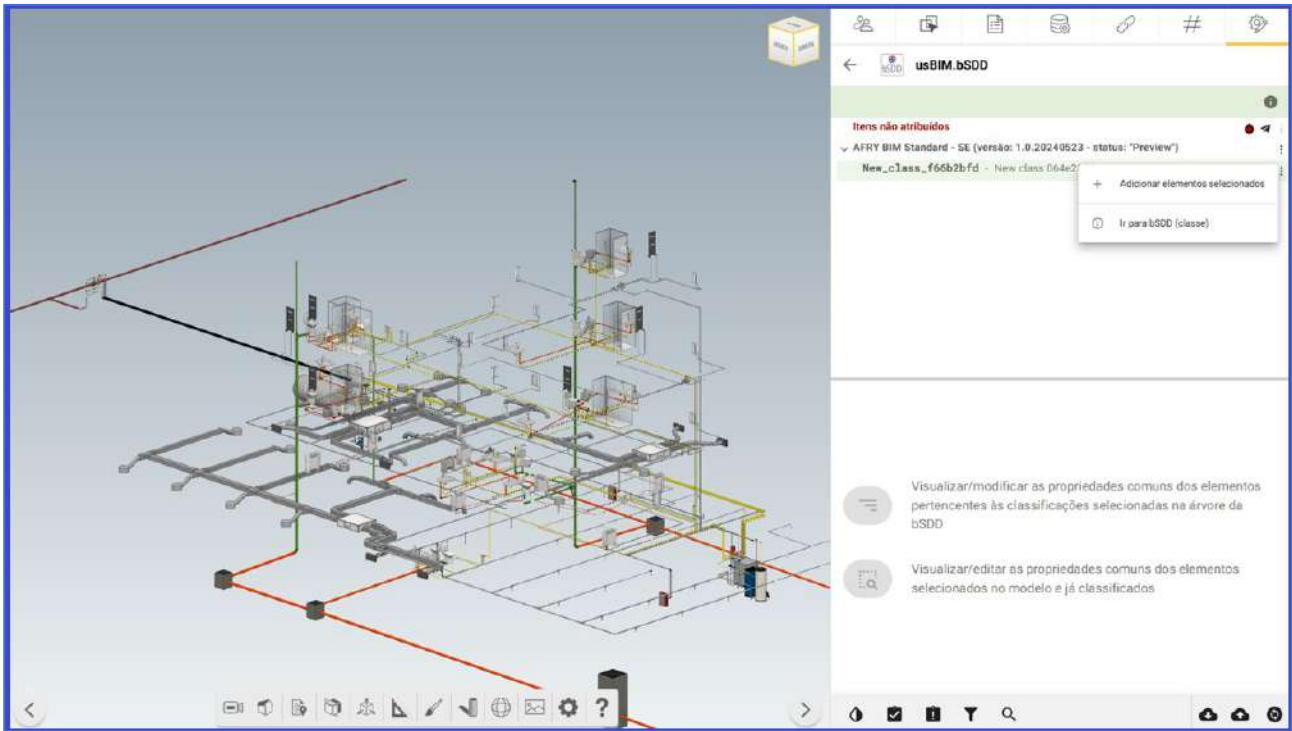 bSDD
usBIM.bSDD
Itens não atribuídos
AFRY BIM Standard - SE (versão: 1.0.20240523 - status: "Preview")
New_class_f66b2bfd - New class 064e2
+ Adicionar elementos selecionados
Ir para bSDD (classe)
Visualizar/modificar as propriedades comuns dos elementos
pertencentes às classificações selecionadas na árvore da
bSDD
Visualizar/editar as propriedades comuns dos elementos
selecionados no modelo e já classificados